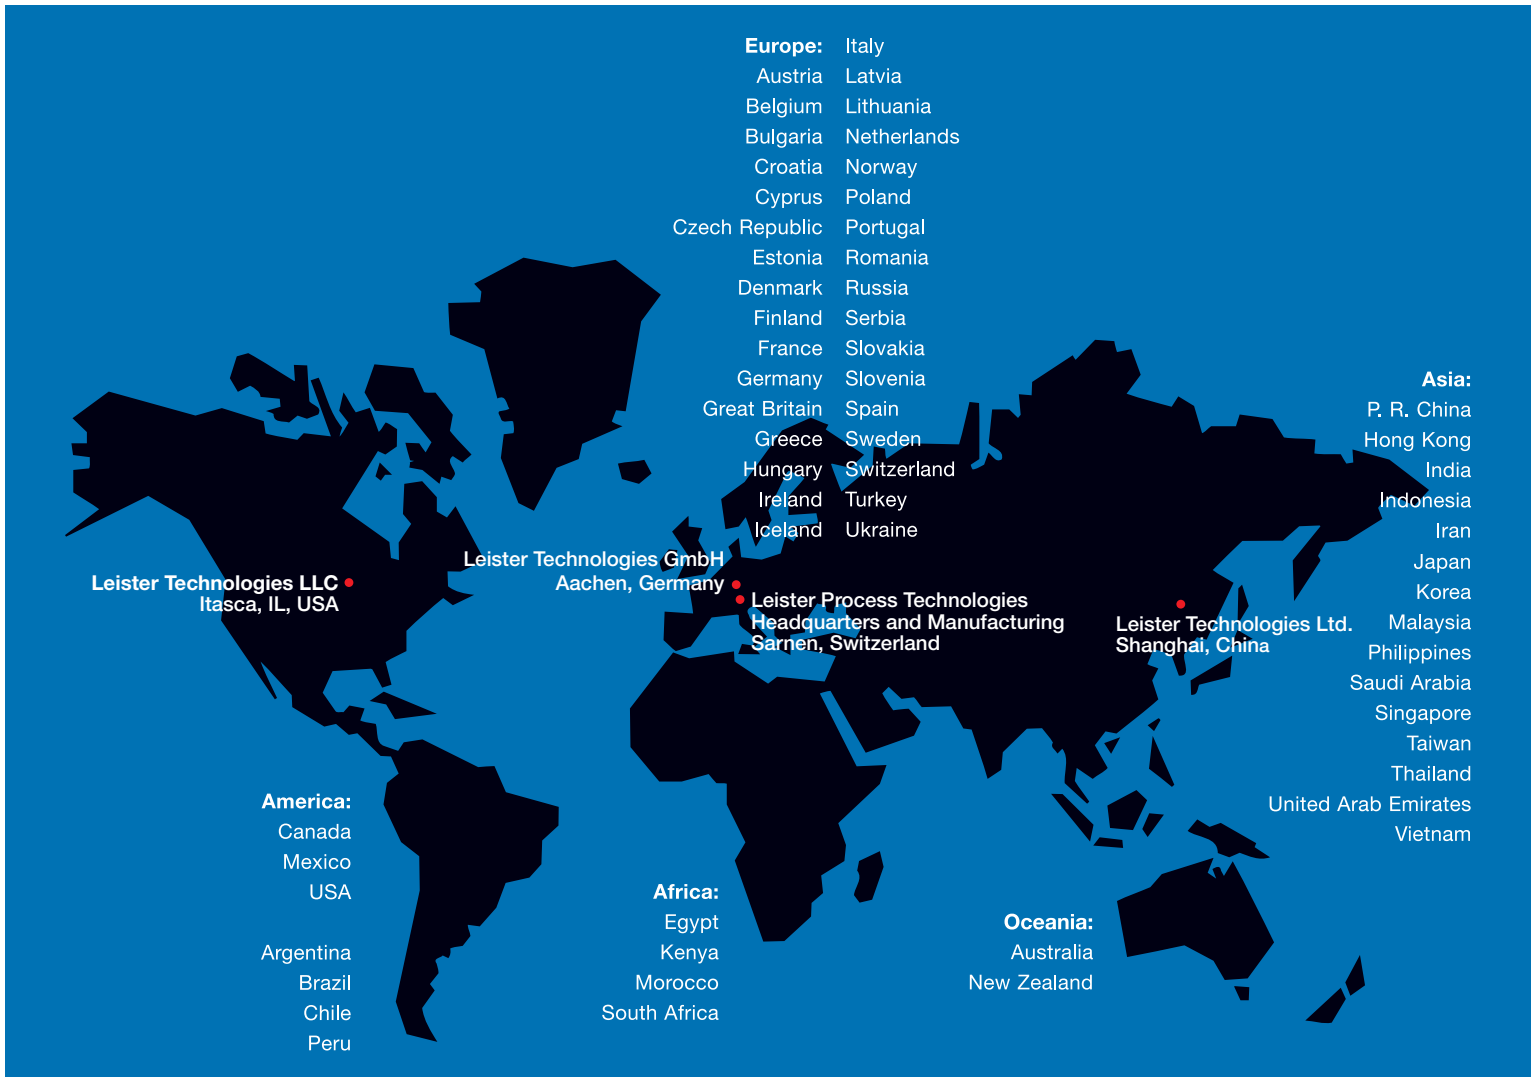 Europe:
Austria
Belgium
Bulgaria
Croatia
Cyprus
Czech Republic
Estonia
Denmark
Finland
France
Germany
Great Britain
Greece
Hungary
Ireland
Iceland
Italy
Latvia
Lithuania
Netherlands
Norway
Poland
Portugal
Romania
Russia
Serbia
Slovakia
Slovenia
Spain
Sweden
Switzerland
Turkey
Ukraine
Asia:
P. R. China
Hong Kong
India
Indonesia
Iran
Japan
Korea
Malaysia
Philippines
Saudi Arabia
Singapore
Taiwan
Thailand
United Arab Emirates
Vietnam
Leister Technologies LLC
Itasca, IL, USA
Leister Technologies GmbH
Aachen, Germany
Leister Process Technologies
Headquarters and Manufacturing
Sarnen, Switzerland
Leister Technologies Ltd.
Shanghai, China
America:
Canada
Mexico
USA
Argentina
Brazil
Chile
Peru
Africa:
Egypt
Kenya
Morocco
South Africa
Oceania:
Australia
New Zealand